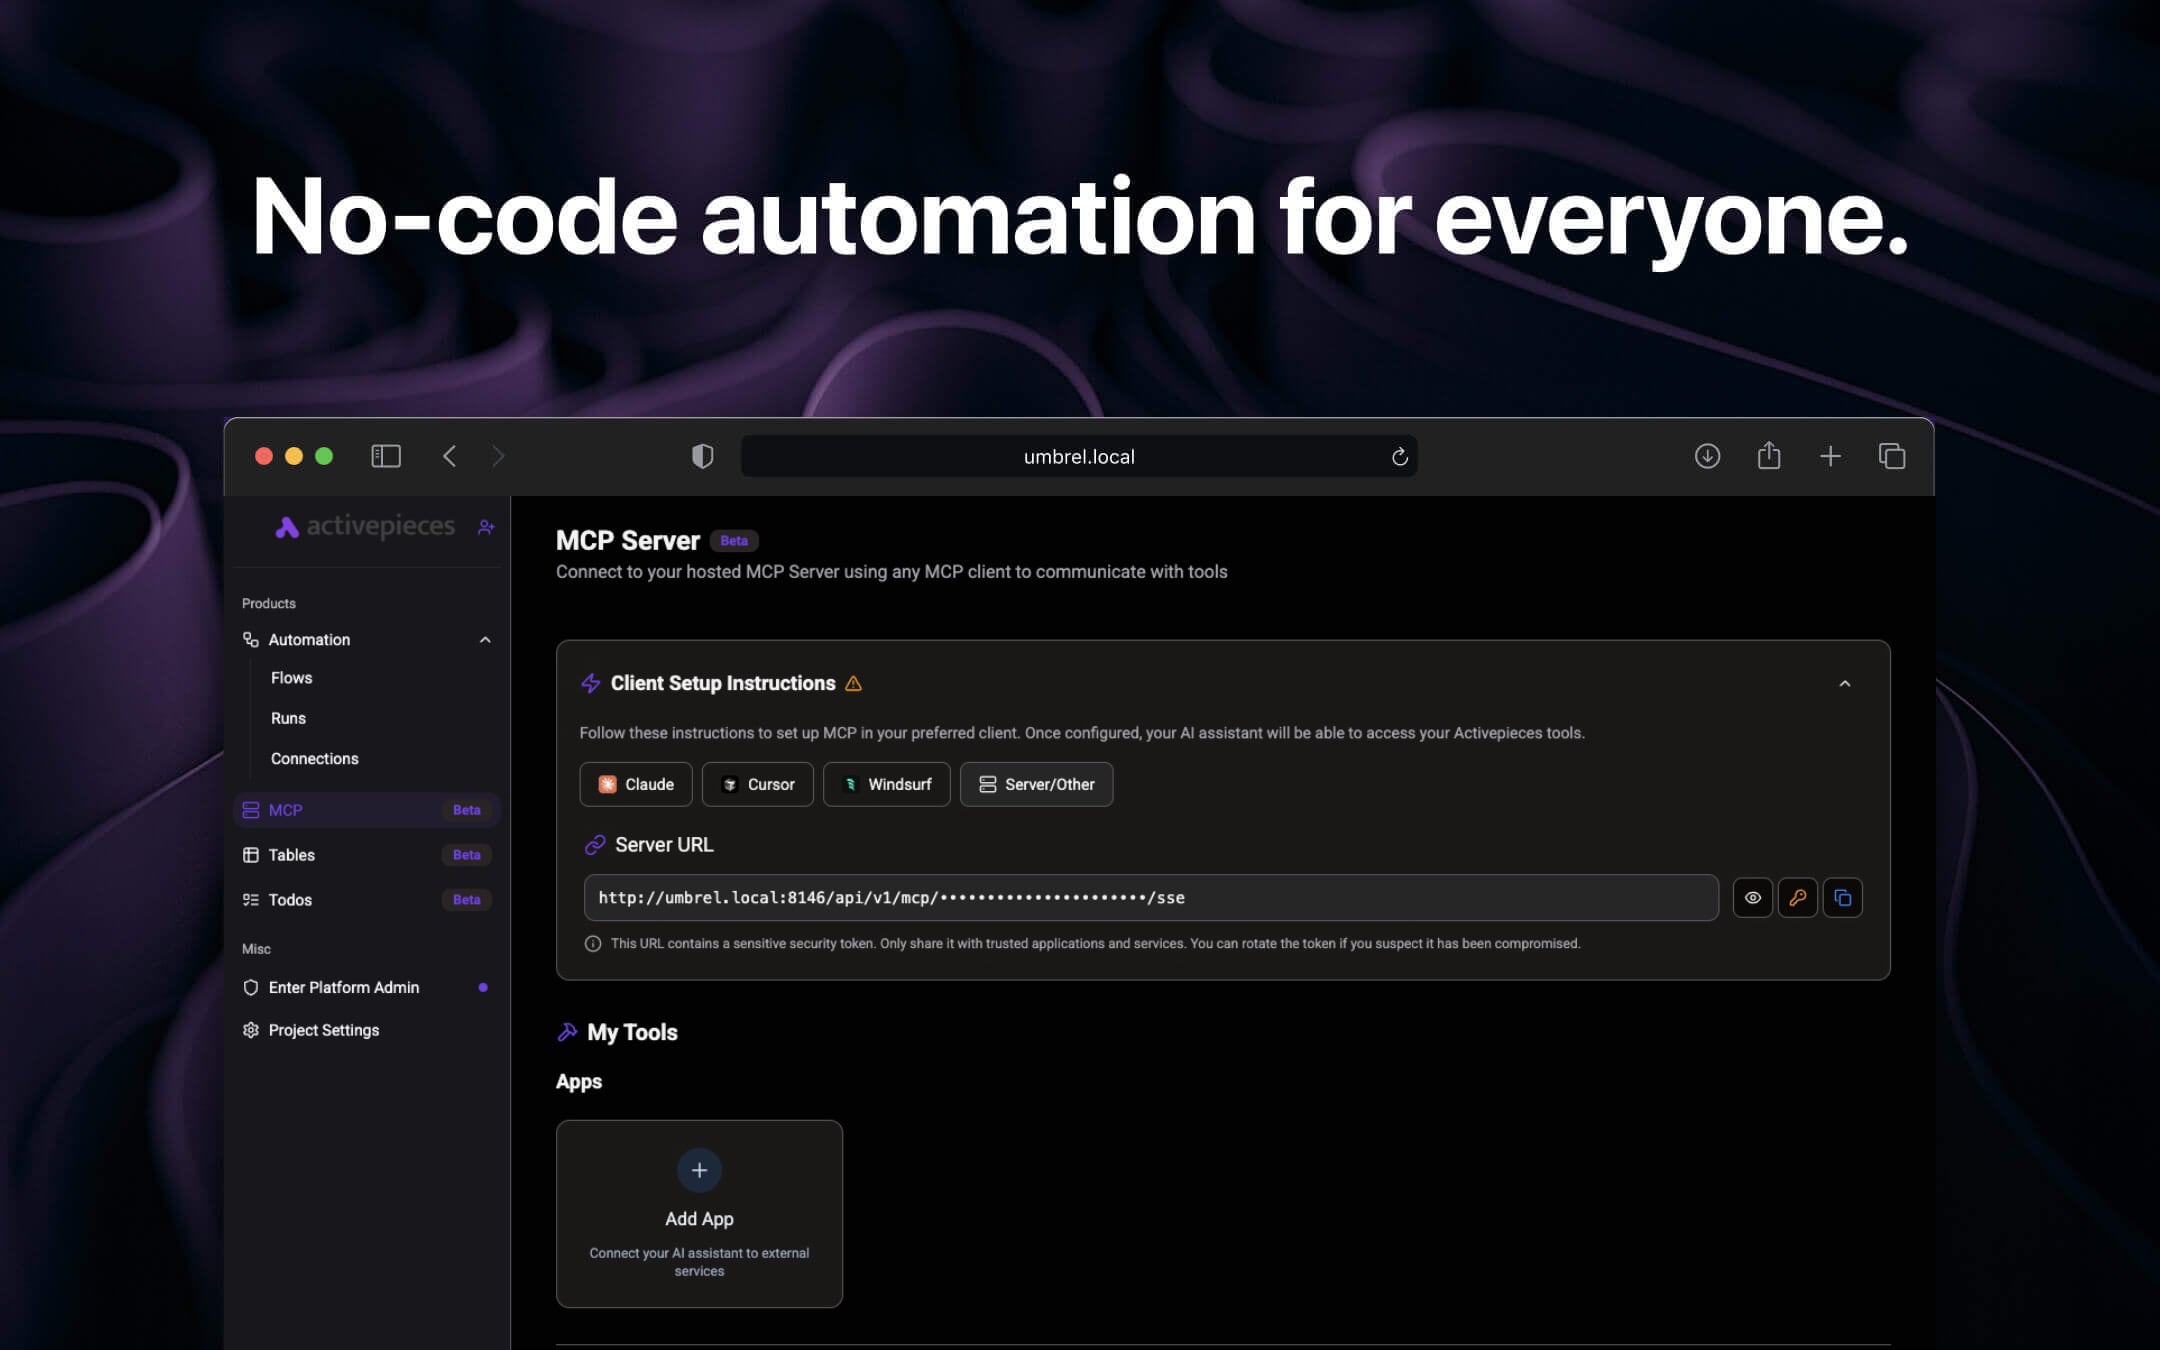 No-code automation for everyone.
umbrel.local
activepieces
Products
Automation
Flows
Runs
Connections
MCP Beta
Tables Beta
Todos Beta
Misc
Enter Platform Admin
Project Settings
MCP Server Beta
Connect to your hosted MCP Server using any MCP client to communicate with tools
Client Setup Instructions
Follow these instructions to set up MCP in your preferred client. Once configured, your AI assistant will be able to access your Activepieces tools.
Claude Cursor Windsurf Server/Other
Server URL
http://umbrel.local:8146/api/v1/mcp/••••••••••••••••••••••/sse
This URL contains a sensitive security token. Only share it with trusted applications and services. You can rotate the token if you suspect it has been compromised.
My Tools
Apps
Add App
Connect your AI assistant to external
services